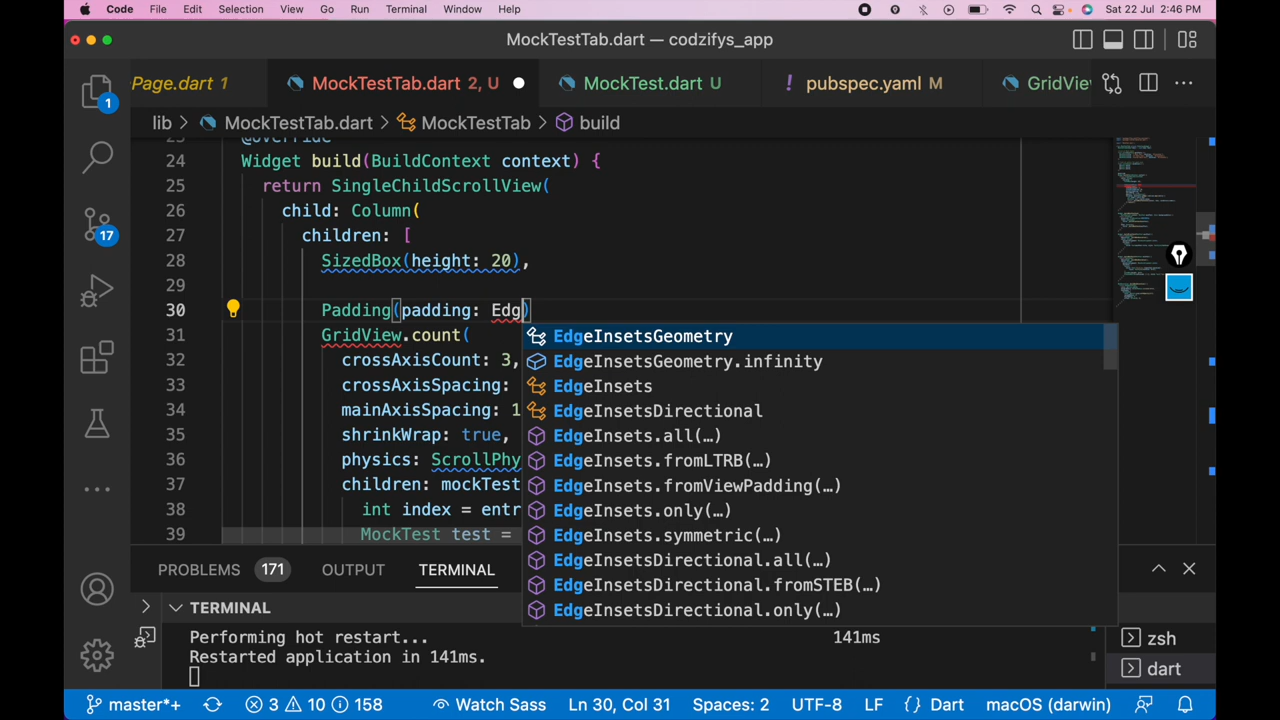 Code File Edit Selection View Go Run Terminal Window Help Sat 22 Jul 2:46 PM
MockTestTab.dart — codzifys_app
Page.dart 1 MockTestTab.dart 2, U MockTest.dart U ! pubspec.yaml M GridVie
1
lib > MockTestTab.dart > MockTestTab > build
24 Widget build(BuildContext context) {
25 return SingleChildScrollView(
26 child: Column(
27 children: [
28 SizedBox(height: 20),
29
30 Padding(padding: Edg)
31 GridView.count(
32 crossAxisCount: 3,
33 crossAxisSpacing:
34 mainAxisSpacing: 1
35 shrinkWrap: true,
36 physics: ScrollPhy
37 children: mockTest
38 int index = entr
39 MockTest test =
EdgeInsetsGeometry
EdgeInsetsGeometry.infinity
EdgeInsets
EdgeInsetsDirectional
EdgeInsets.all(…)
EdgeInsets.fromLTRB(…)
EdgeInsets.fromViewPadding(…)
EdgeInsets.only(…)
EdgeInsets.symmetric(…)
EdgeInsetsDirectional.all(…)
EdgeInsetsDirectional.fromSTEB(…)
EdgeInsetsDirectional.only(…)
17
PROBLEMS 171 OUTPUT TERMINAL
TERMINAL
Performing hot restart... 141ms
Restarted application in 141ms.
zsh
dart
master*+ 3 10 158 Watch Sass Ln 30, Col 31 Spaces: 2 UTF-8 LF {} Dart macOS (darwin)